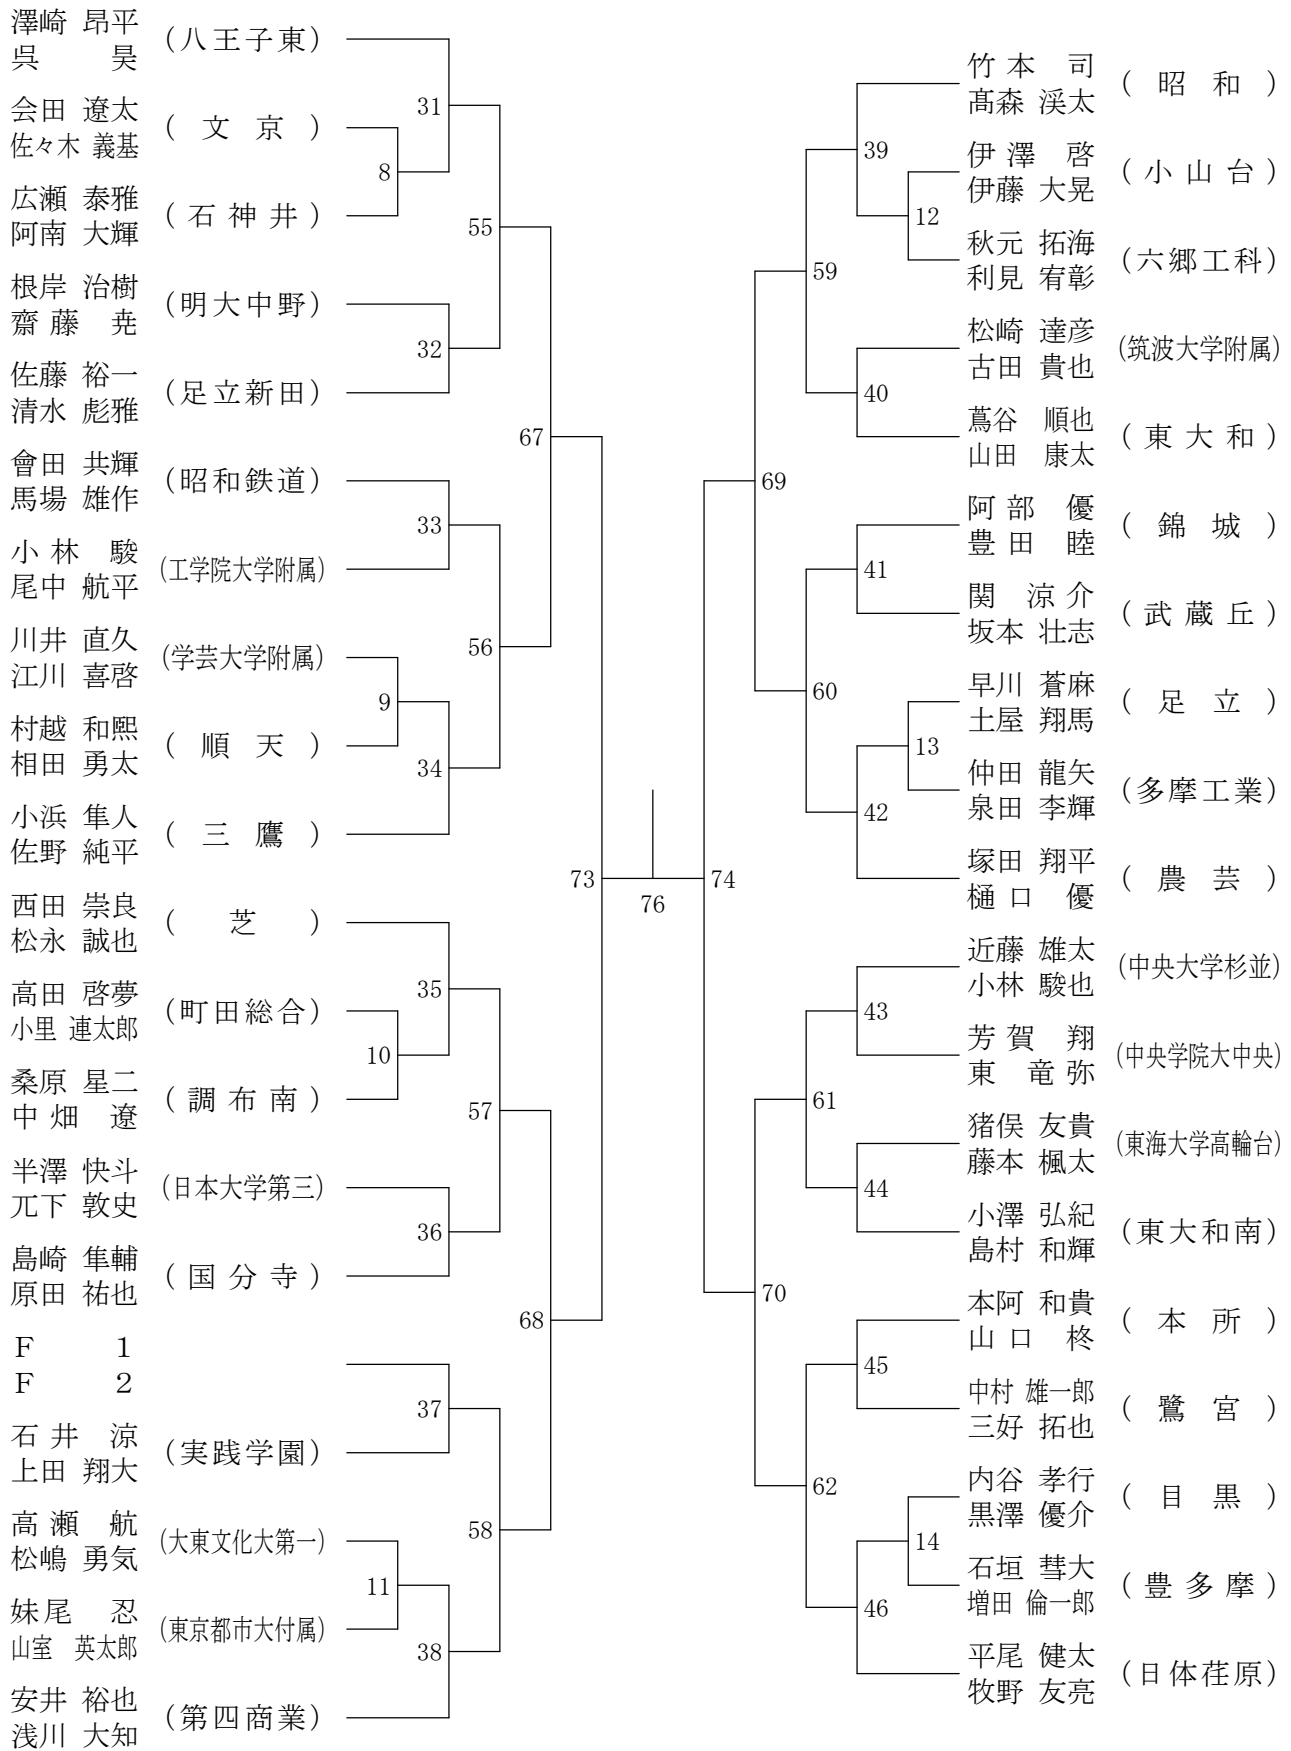 澤崎 昂平
呉 昊
(八王子東)
会田 遼太
佐々木 義基
(文京)
広瀬 泰雅
阿南 大輝
(石神井)
根岸 治樹
齋藤 尭
(明大中野)
佐藤 裕一
清水 彪雅
(足立新田)
會田 共輝
馬場 雄作
(昭和鉄道)
小林 駿
尾中 航平
(工学院大学附属)
川井 直久
江川 喜啓
(学芸大学附属)
村越 和熙
相田 勇太
(順天)
小浜 隼人
佐野 純平
(三鷹)
西田 崇良
松永 誠也
(芝)
高田 啓夢
小里 連太郎
(町田総合)
桑原 星二
中畑 遼
(調布南)
半澤 快斗
兀下 敦史
(日本大学第三)
島崎 隼輔
原田 祐也
(国分寺)
F 1
F 2
石井 涼
上田 翔大
(実践学園)
高瀬 航
松嶋 勇気
(大東文化大第一)
妹尾 忍
山室 英太郎
(東京都市大付属)
安井 裕也
浅川 大知
(第四商業)
31
8
55
32
67
33
56
9
34
73
35
10
57
36
68
37
58
11
38
76
74
39
12
59
40
69
41
60
13
42
43
61
44
70
45
62
14
46
竹本 司
髙森 渓太
(昭和)
伊澤 啓
伊藤 大晃
(小山台)
秋元 拓海
利見 宥彰
(六郷工科)
松崎 達彦
古田 貴也
(筑波大学附属)
蔦谷 順也
山田 康太
(東大和)
阿部 優
豊田 睦
(錦城)
関 涼介
坂本 壮志
(武蔵丘)
早川 蒼麻
土屋 翔馬
(足立)
仲田 龍矢
泉田 李輝
(多摩工業)
塚田 翔平
樋口 優
(農芸)
近藤 雄太
小林 駿也
(中央大学杉並)
芳賀 翔
東 竜弥
(中央学院大中央)
猪俣 友貴
藤本 楓太
(東海大学高輪台)
小澤 弘紀
島村 和輝
(東大和南)
本阿 和貴
山口 柊
(本所)
中村 雄一郎
三好 拓也
(鷺宮)
内谷 孝行
黒澤 優介
(目黒)
石垣 彗大
増田 倫一郎
(豊多摩)
平尾 健太
牧野 友亮
(日体荏原)